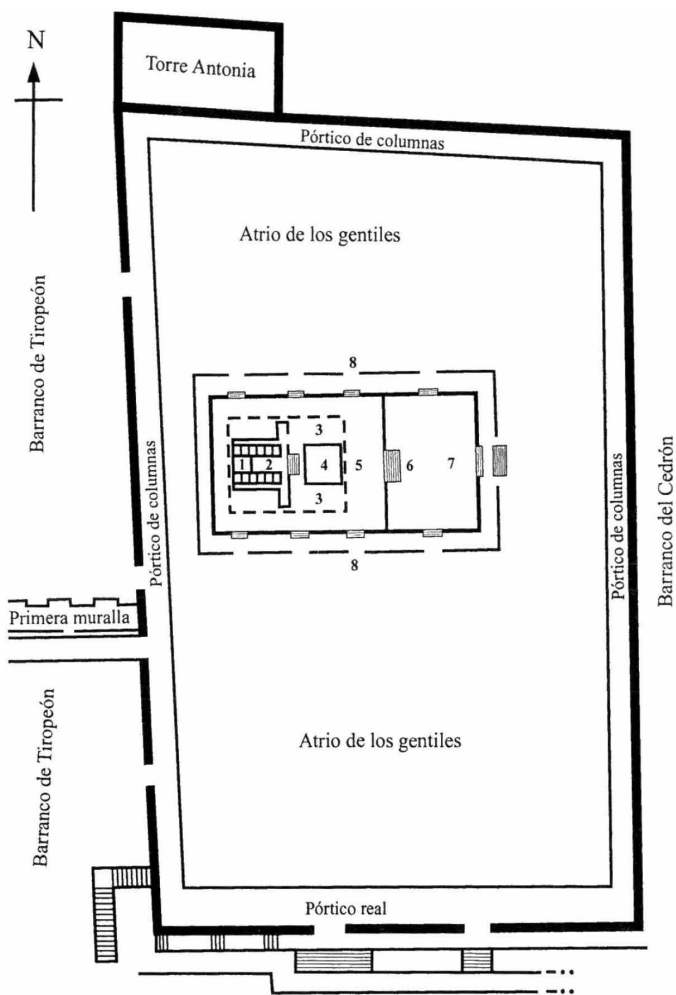 N
Torre Antonia
Pórtico de columnas
Atrio de los gentiles
Barranco de Tiropeón
8
3
1
2
4
5
6
7
3
8
Pórtico de columnas
Pórtico de columnas
Barranco del Cedrón
Primera muralla
Barranco de Tiropeón
Atrio de los gentiles
Pórtico real